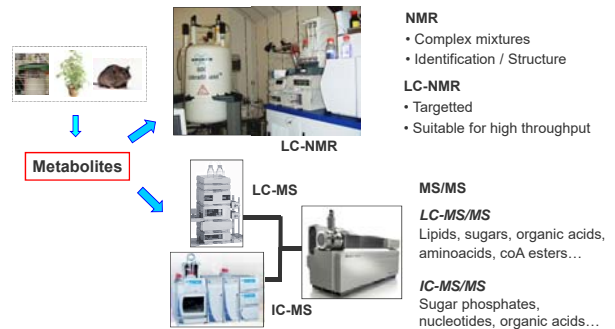 NMR
• Complex mixtures
• Identification / Structure
LC-NMR
• Targetted
• Suitable for high throughput
LC-NMR
Metabolites
LC-MS
IC-MS
MS/MS
LC-MS/MS
Lipids, sugars, organic acids,
aminoacids, coA esters…
IC-MS/MS
Sugar phosphates,
nucleotides, organic acids…